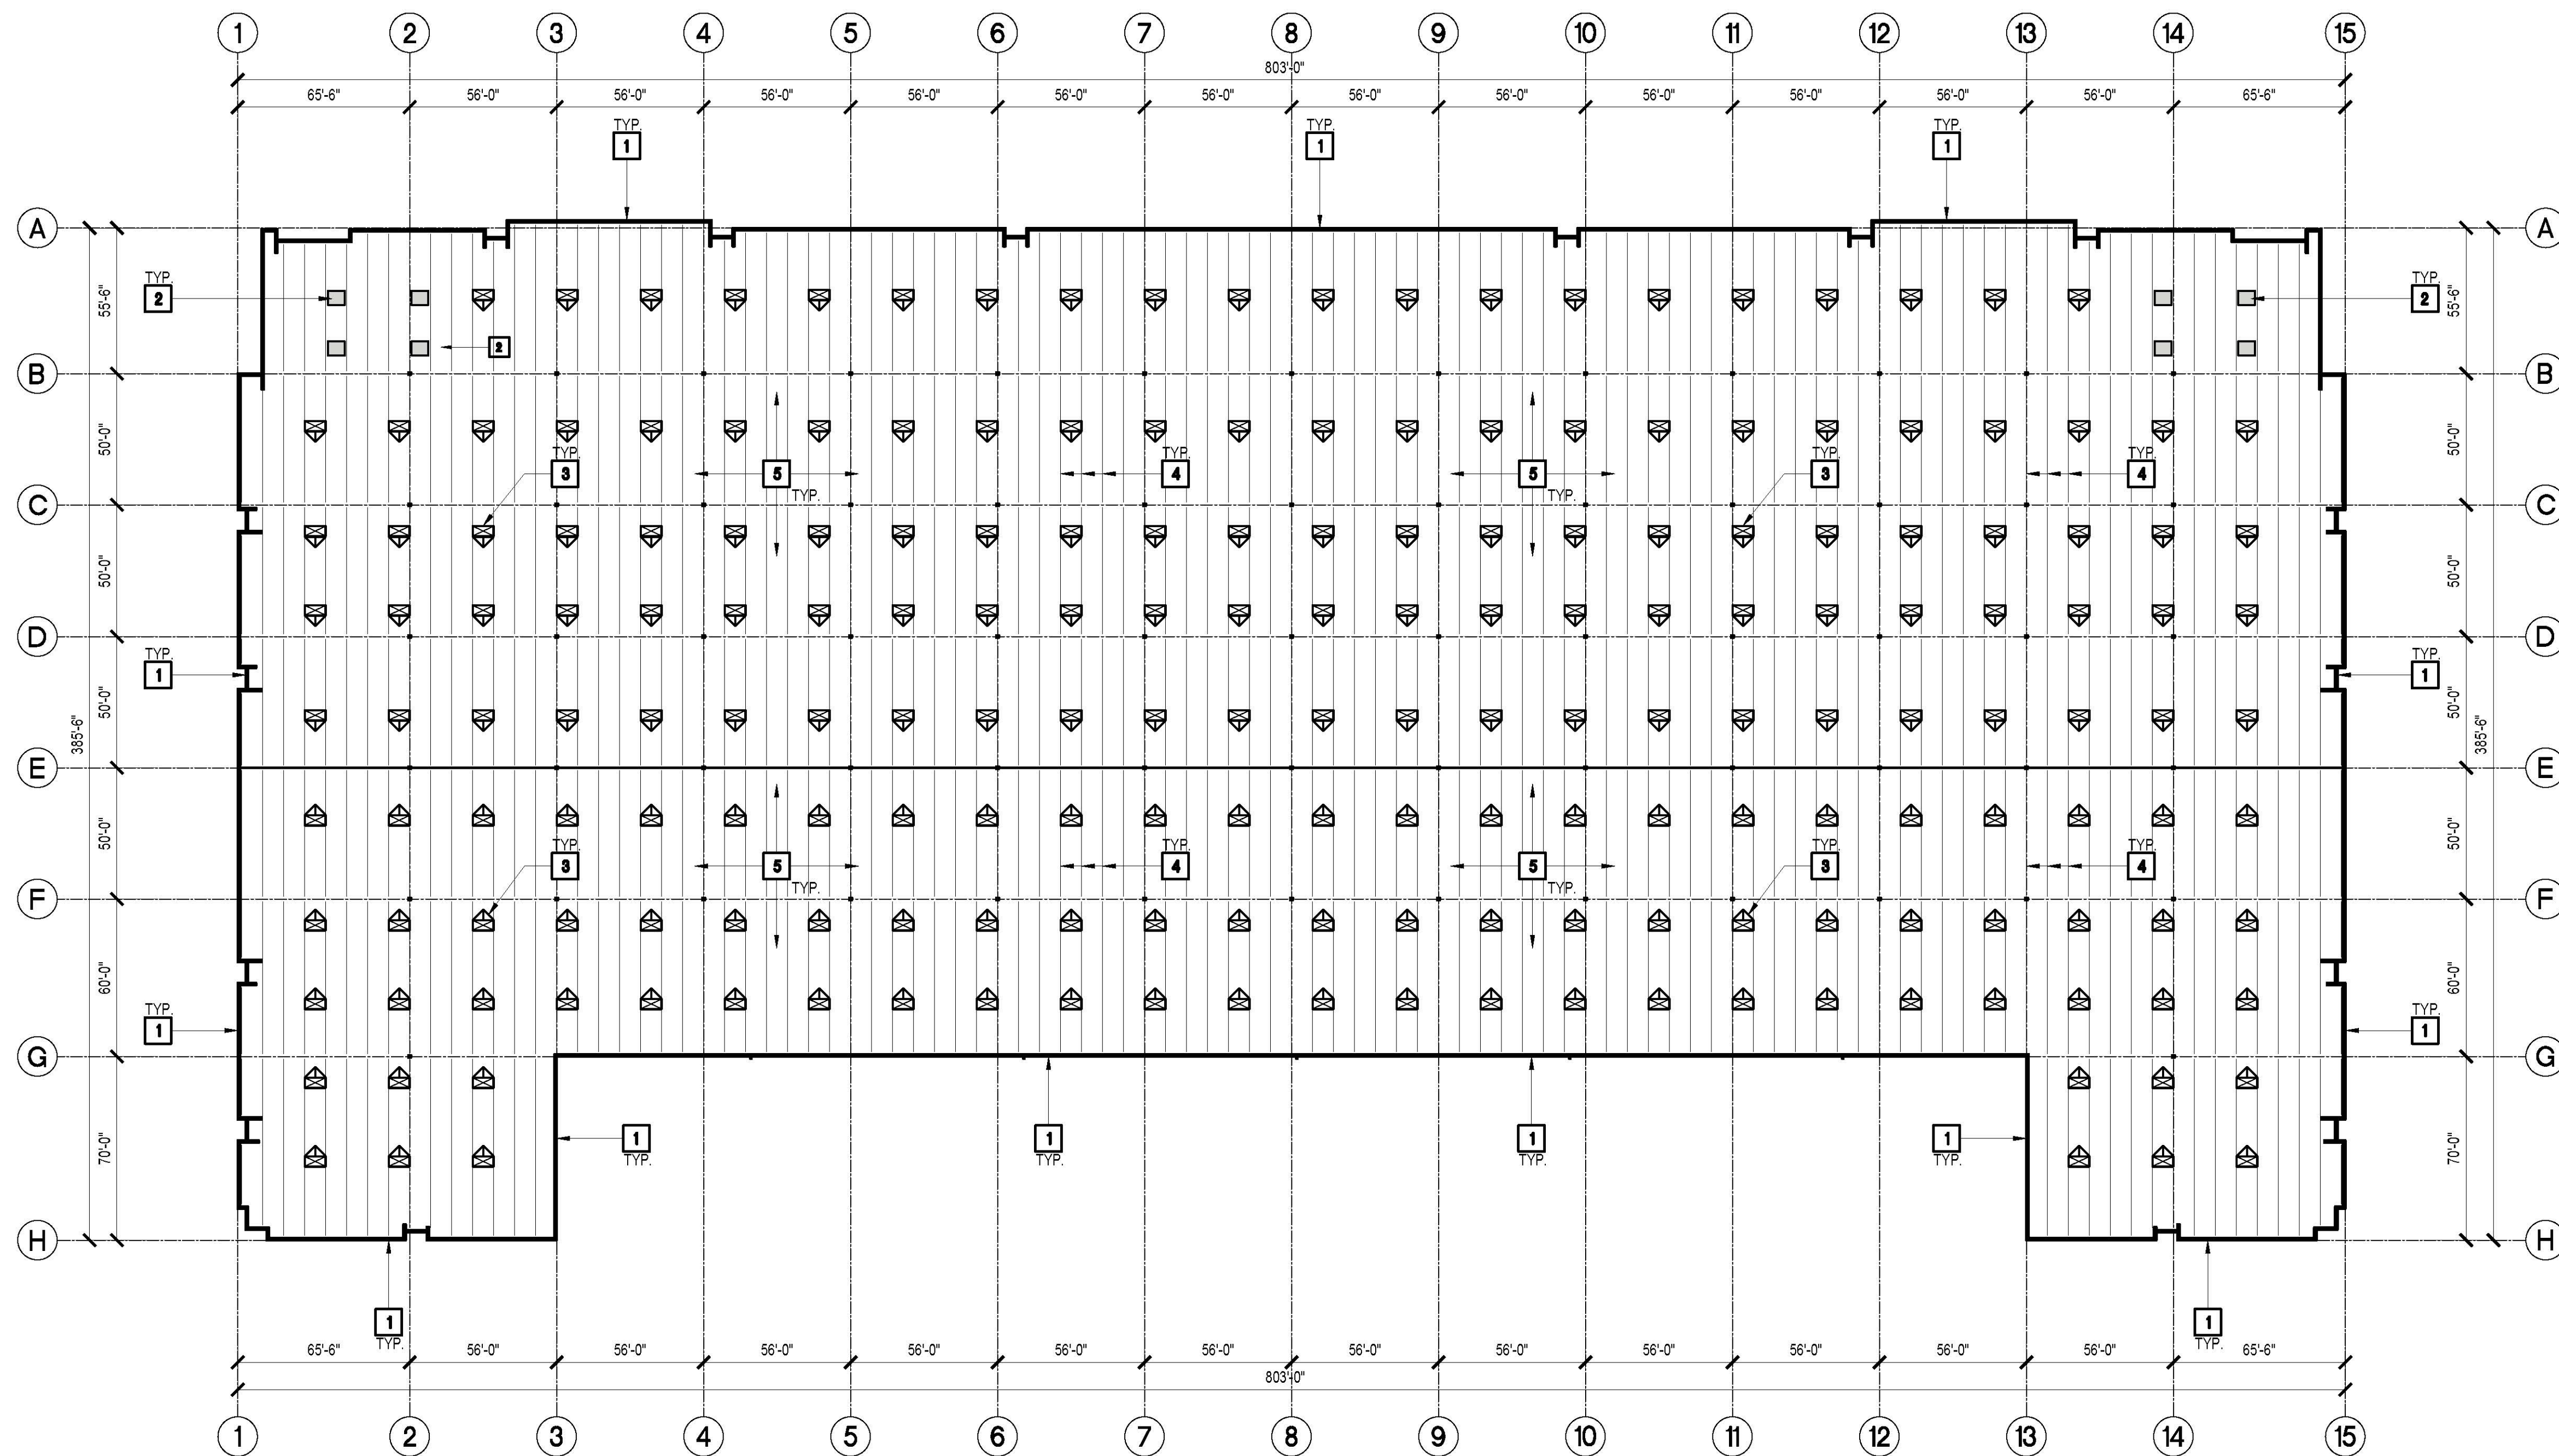 1 2 3 4 5 6 7 8 9 10 11 12 13 14 15
803'-0"
65'-6" 56'-0" 56'-0" 56'-0" 56'-0" 56'-0" 56'-0" 56'-0" 56'-0" 56'-0" 56'-0" 56'-0" 56'-0" 65'-6"
TYP. TYP. TYP.
1 1 1
A A
TYP. TYP.
2 2
55'-6" 55'-6"
2
B B
50'-0" 50'-0"
TYP. TYP. TYP. TYP.
3 5 4 5 3 4
TYP. TYP.
C C
50'-0" 50'-0"
D D
TYP. TYP.
1 1
50'-0" 50'-0"
385'-6" 385'-6"
E E
50'-0" 50'-0"
TYP. TYP. TYP. TYP.
3 5 4 5 3 4
TYP. TYP.
F F
60'-0" 60'-0"
TYP. TYP.
1 1
G G
70'-0" 70'-0"
1 1 1 1
TYP. TYP. TYP. TYP.
H H
1 1
TYP. TYP.
65'-6" 56'-0" 56'-0" 56'-0" 56'-0" 56'-0" 56'-0" 56'-0" 56'-0" 56'-0" 56'-0" 56'-0" 56'-0" 65'-6"
803'-0"
1 2 3 4 5 6 7 8 9 10 11 12 13 14 15